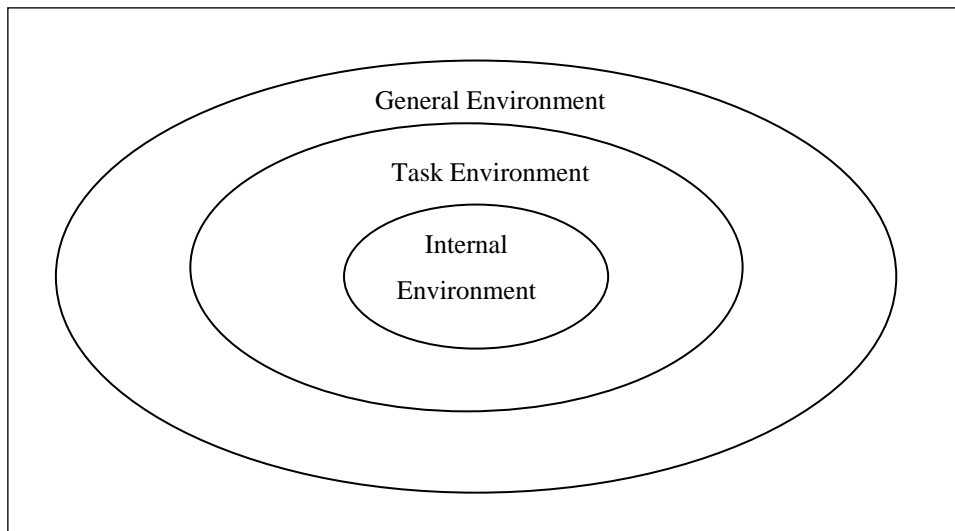 General Environment
Task Environment
Internal
Environment